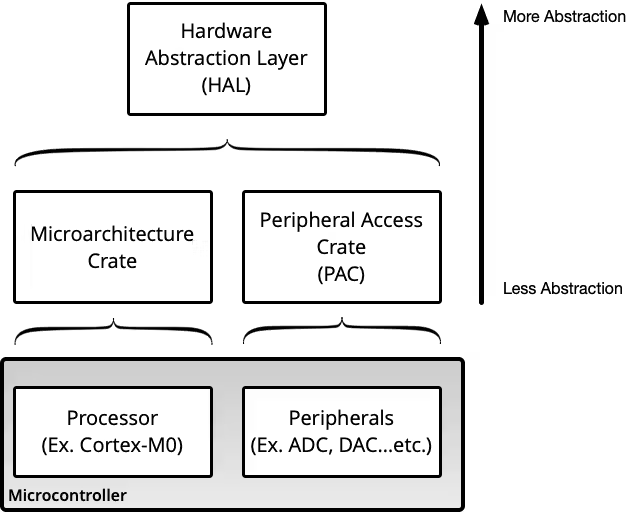 Hardware
Abstraction Layer
(HAL)
More Abstraction
Microarchitecture
Crate
Peripheral Access
Crate
(PAC)
Less Abstraction
Processor
(Ex. Cortex-M0)
Peripherals
(Ex. ADC, DAC...etc.)
Microcontroller